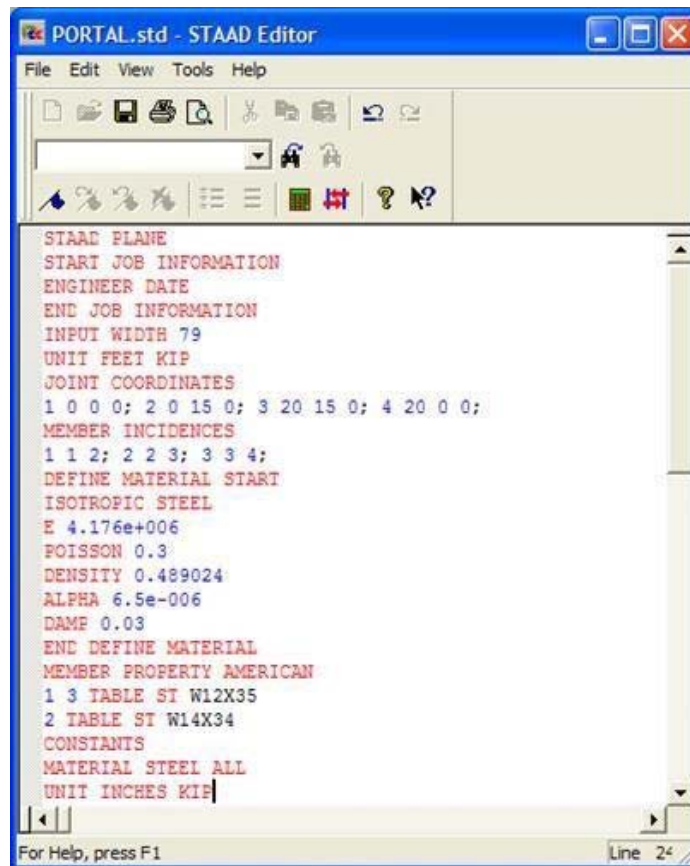 PORTAL.std - STAAD Editor
File Edit View Tools Help
STAAD PLANE
START JOB INFORMATION
ENGINEER DATE
END JOB INFORMATION
INPUT WIDTH 79
UNIT FEET KIP
JOINT COORDINATES
1 0 0 0; 2 0 15 0; 3 20 15 0; 4 20 0 0;
MEMBER INCIDENCES
1 1 2; 2 2 3; 3 3 4;
DEFINE MATERIAL START
ISOTROPIC STEEL
E 4.176e+006
POISSON 0.3
DENSITY 0.489024
ALPHA 6.5e-006
DAMP 0.03
END DEFINE MATERIAL
MEMBER PROPERTY AMERICAN
1 3 TABLE ST W12X35
2 TABLE ST W14X34
CONSTANTS
MATERIAL STEEL ALL
UNIT INCHES KIP
For Help, press F1 Line 24